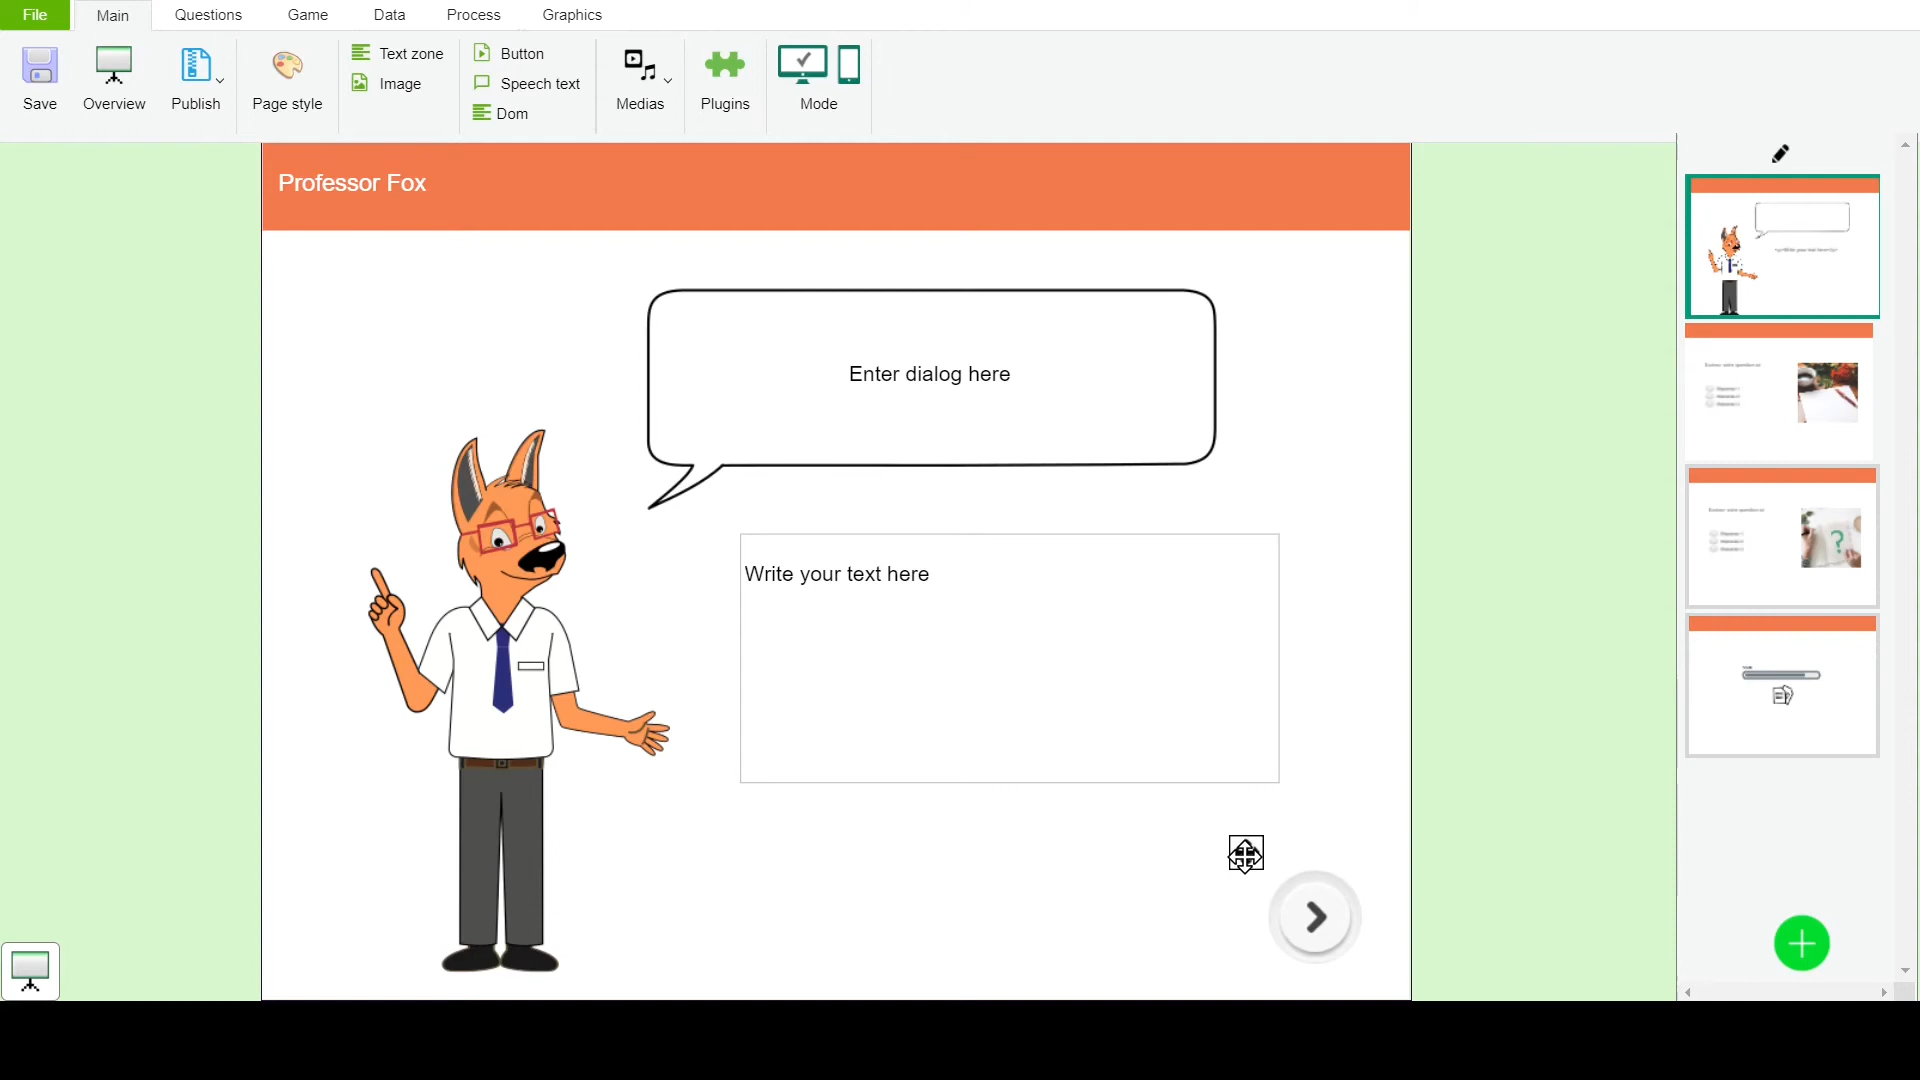 File Main Questions Game Data Process Graphics
Save Overview Publish Page style
Text zone
Image
Button
Speech text
Dom
Medias Plugins Mode
Professor Fox
Enter dialog here
Write your text here